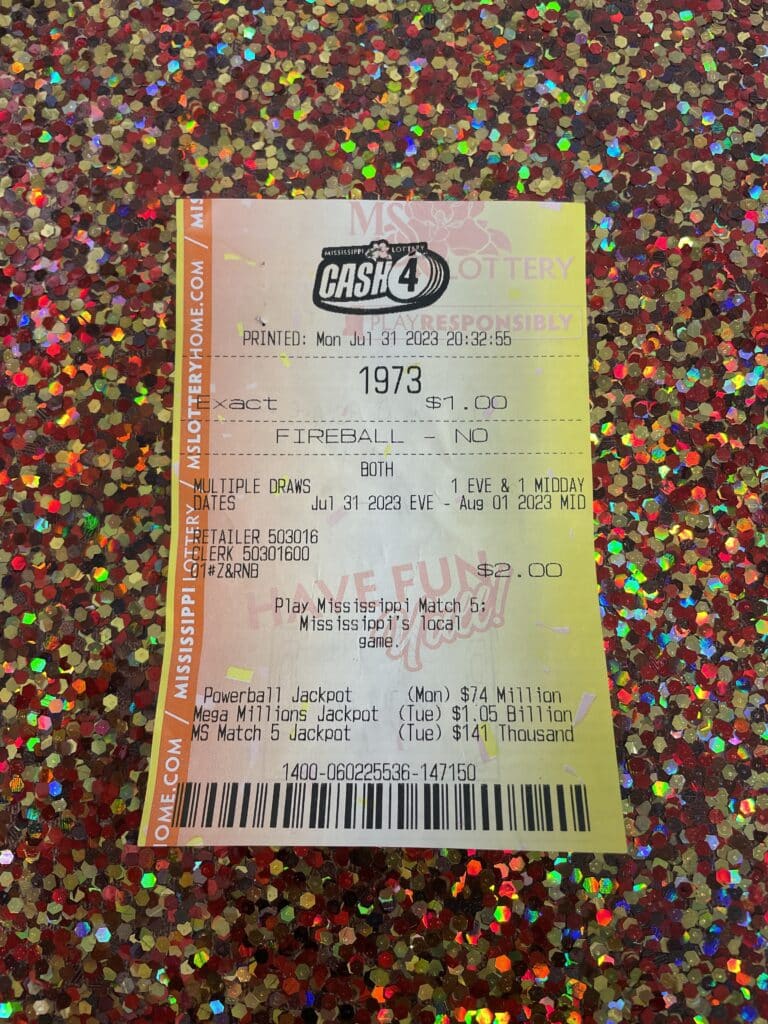 MS
LOTTERY
MISSISSIPPI LOTTERY
CASH 4
PLAY RESPONSIBLY
PRINTED: Mon Jul 31 2023 20:32:55
1973
Exact $1.00
FIREBALL - NO
BOTH
MULTIPLE DRAWS 1 EVE & 1 MIDDAY
DATES Jul 31 2023 EVE - Aug 01 2023 MID
RETAILER 503016
CLERK 50301600
01#Z&RNB $2.00
HAVE FUN
Y'all!
Play Mississippi Match 5:
Mississippi's local
game.
Powerball Jackpot (Mon) $74 Million
Mega Millions Jackpot (Tue) $1.05 Billion
MS Match 5 Jackpot (Tue) $141 Thousand
1400-060225536-147150
HOME.COM / MISSISSIPPI LOTTERY / MSLOTTERYHOME.COM / MIS